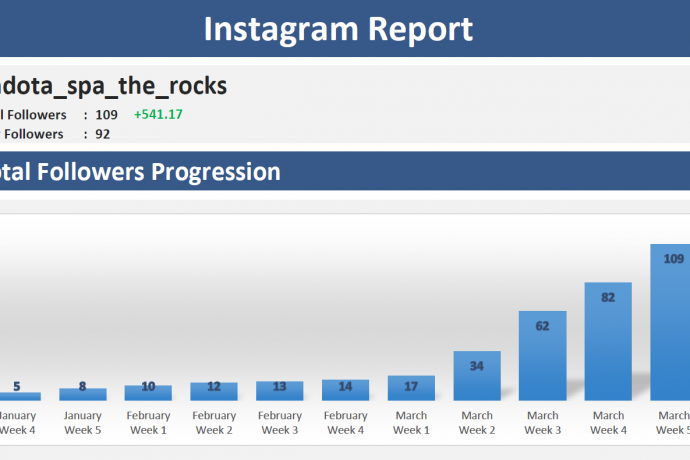 Instagram Report
dota_spa_the_rocks
l Followers : 109 +541.17
Followers : 92
tal Followers Progression
5 8 10 12 13 14 17 34 62 82 109
January January February February February February March March March March March
Week 4 Week 5 Week 1 Week 2 Week 3 Week 4 Week 1 Week 2 Week 3 Week 4 Week 5